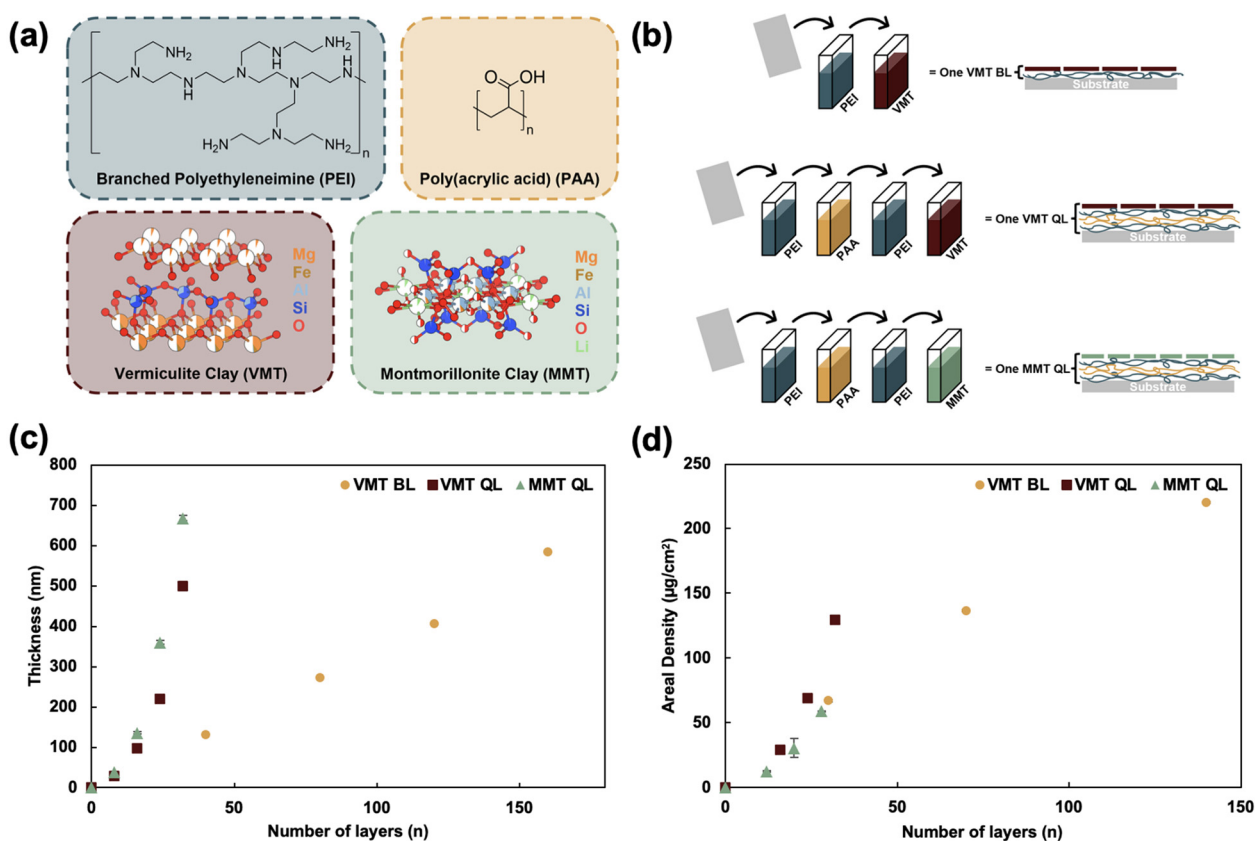 (a)
NH₂
N
N
H
N
H
N
N
NH₂
N
H
N
N
H₂N
NH₂
n
Branched Polyethyleneimine (PEI)
O
OH
n
Poly(acrylic acid) (PAA)
Mg
Fe
Al
Si
O
Vermiculite Clay (VMT)
Mg
Fe
Al
Si
O
Li
Montmorillonite Clay (MMT)
(b)
PEI
VMT
= One VMT BL
Substrate
PEI
PAA
PEI
VMT
= One VMT QL
Substrate
PEI
PAA
PEI
MMT
= One MMT QL
Substrate
(c)
VMT BL VMT QL MMT QL
Thickness (nm)
800
700
600
500
400
300
200
100
0
0 50 100 150
Number of layers (n)
(d)
VMT BL VMT QL MMT QL
Areal Density (µg/cm²)
250
200
150
100
50
0
0 50 100 150
Number of layers (n)